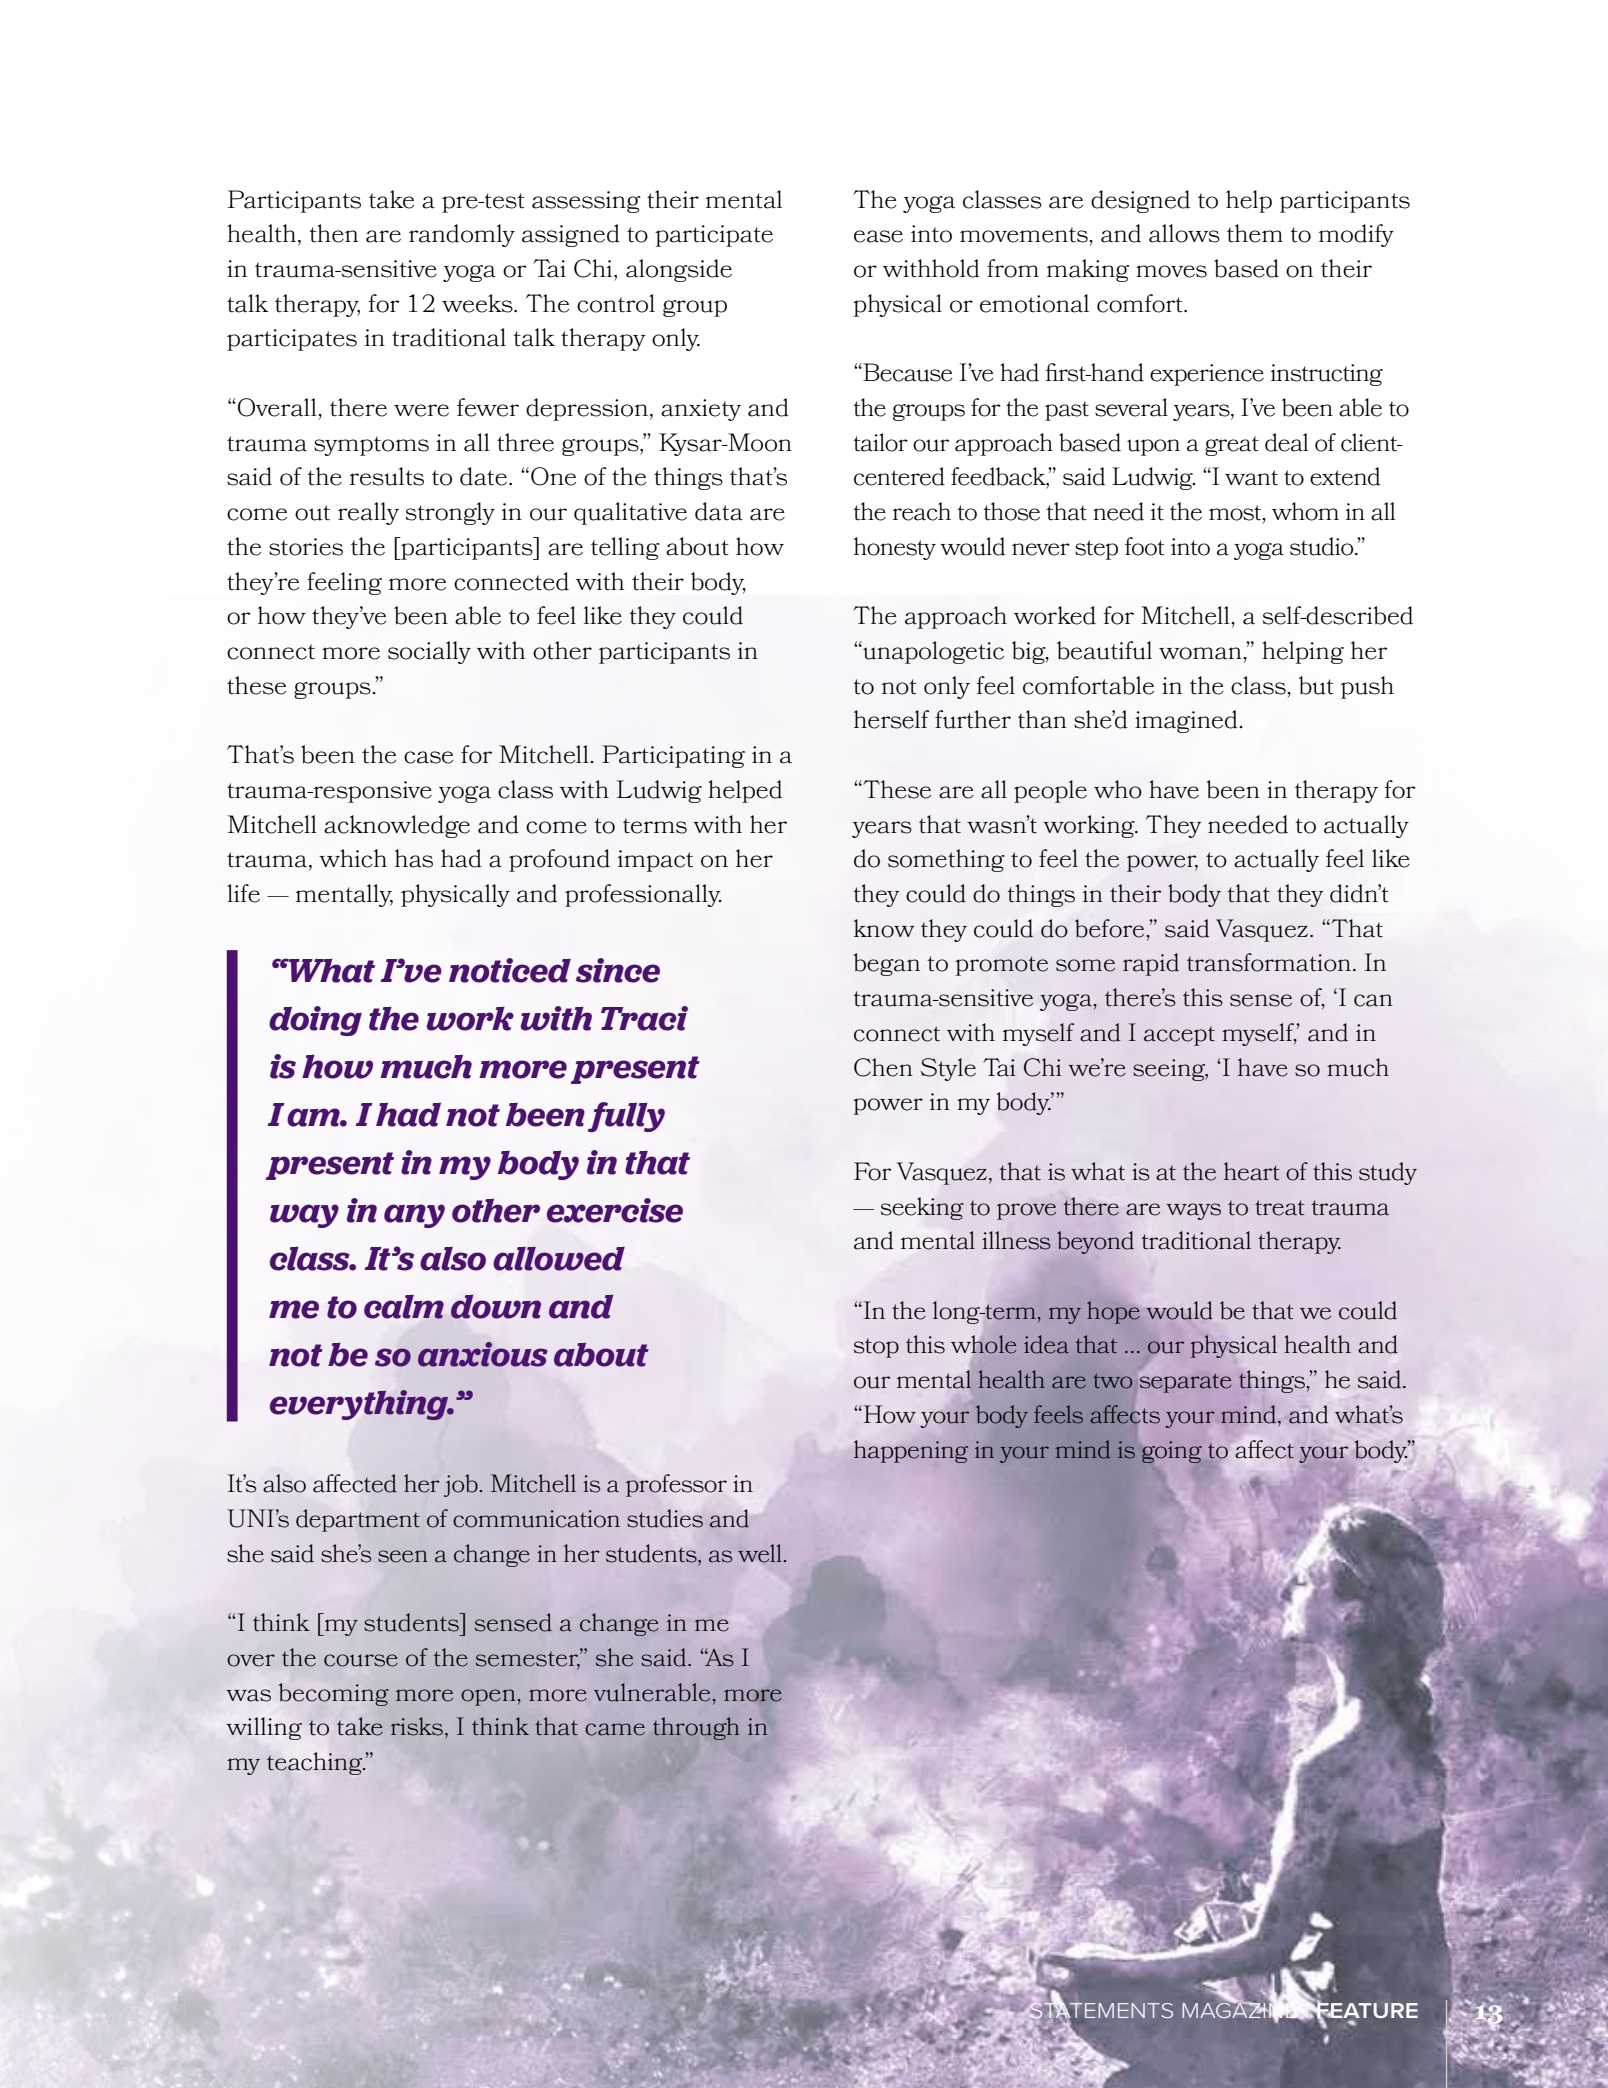 Participants take a pre-test assessing their mental
health, then are randomly assigned to participate
in trauma-sensitive yoga or Tai Chi, alongside
talk therapy, for 12 weeks. The control group
participates in traditional talk therapy only.
“Overall, there were fewer depression, anxiety and
trauma symptoms in all three groups,” Kysar-Moon
said of the results to date. “One of the things that’s
come out really strongly in our qualitative data are
the stories the [participants] are telling about how
they’re feeling more connected with their body,
or how they’ve been able to feel like they could
connect more socially with other participants in
these groups.”
That’s been the case for Mitchell. Participating in a
trauma-responsive yoga class with Ludwig helped
Mitchell acknowledge and come to terms with her
trauma, which has had a profound impact on her
life — mentally, physically and professionally.
“What I’ve noticed since
doing the work with Traci
is how much more present
I am. I had not been fully
present in my body in that
way in any other exercise
class. It’s also allowed
me to calm down and
not be so anxious about
everything.”
It’s also affected her job. Mitchell is a professor in
UNI’s department of communication studies and
she said she’s seen a change in her students, as well.
“I think [my students] sensed a change in me
over the course of the semester,” she said. “As I
was becoming more open, more vulnerable, more
willing to take risks, I think that came through in
my teaching.”
The yoga classes are designed to help participants
ease into movements, and allows them to modify
or withhold from making moves based on their
physical or emotional comfort.
“Because I’ve had first-hand experience instructing
the groups for the past several years, I’ve been able to
tailor our approach based upon a great deal of client-
centered feedback,” said Ludwig. “I want to extend
the reach to those that need it the most, whom in all
honesty would never step foot into a yoga studio.”
The approach worked for Mitchell, a self-described
“unapologetic big, beautiful woman,” helping her
to not only feel comfortable in the class, but push
herself further than she’d imagined.
“These are all people who have been in therapy for
years that wasn’t working. They needed to actually
do something to feel the power, to actually feel like
they could do things in their body that they didn’t
know they could do before,” said Vasquez. “That
began to promote some rapid transformation. In
trauma-sensitive yoga, there’s this sense of, ‘I can
connect with myself and I accept myself,’ and in
Chen Style Tai Chi we’re seeing, ‘I have so much
power in my body.’”
For Vasquez, that is what is at the heart of this study
— seeking to prove there are ways to treat trauma
and mental illness beyond traditional therapy.
“In the long-term, my hope would be that we could
stop this whole idea that ... our physical health and
our mental health are two separate things,” he said.
“How your body feels affects your mind, and what’s
happening in your mind is going to affect your body.”
STATEMENTS MAGAZINE FEATURE 13